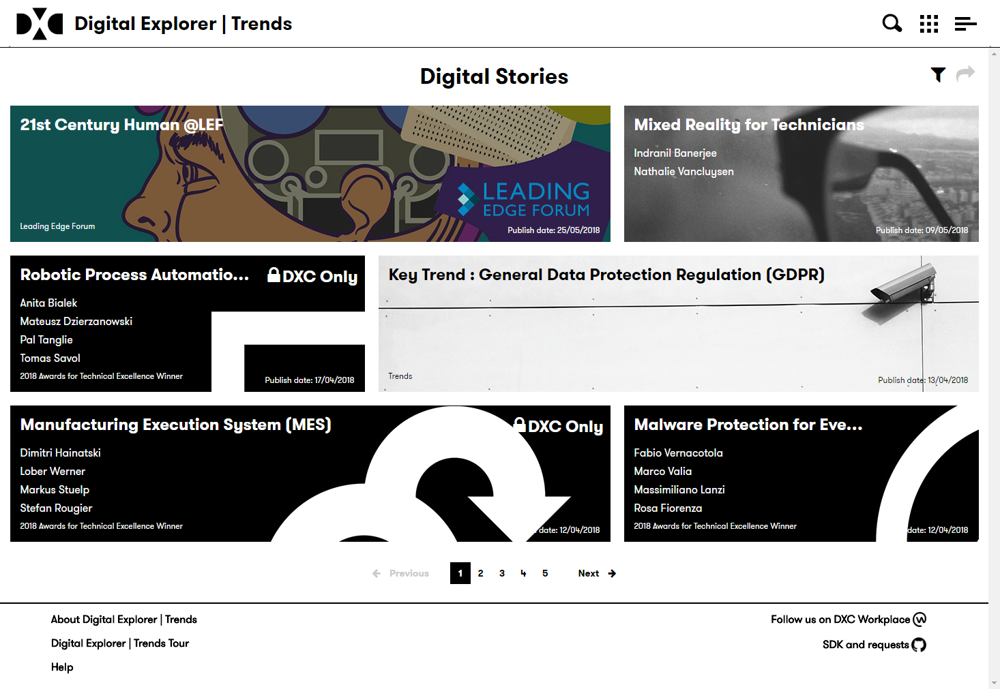 DXC Digital Explorer | Trends
Digital Stories
21st Century Human @LEF
LEADING
EDGE FORUM
Leading Edge Forum
Publish date: 25/05/2018
Mixed Reality for Technicians
Indranil Banerjee
Nathalie Vancluysen
Publish date: 09/05/2018
Robotic Process Automatio...
DXC Only
Anita Bialek
Mateusz Dzierzanowski
Pal Tanglie
Tomas Savol
2018 Awards for Technical Excellence Winner
Publish date: 17/04/2018
Key Trend : General Data Protection Regulation (GDPR)
Trends
Publish date: 13/04/2018
Manufacturing Execution System (MES)
DXC Only
Dimitri Hainatski
Lober Werner
Markus Stuelp
Stefan Rougier
2018 Awards for Technical Excellence Winner
date: 12/04/2018
Malware Protection for Eve...
Fabio Vernacotola
Marco Valia
Massimiliano Lanzi
Rosa Fiorenza
2018 Awards for Technical Excellence Winner
date: 12/04/2018
Previous 1 2 3 4 5 Next
About Digital Explorer | Trends
Digital Explorer | Trends Tour
Help
Follow us on DXC Workplace
SDK and requests